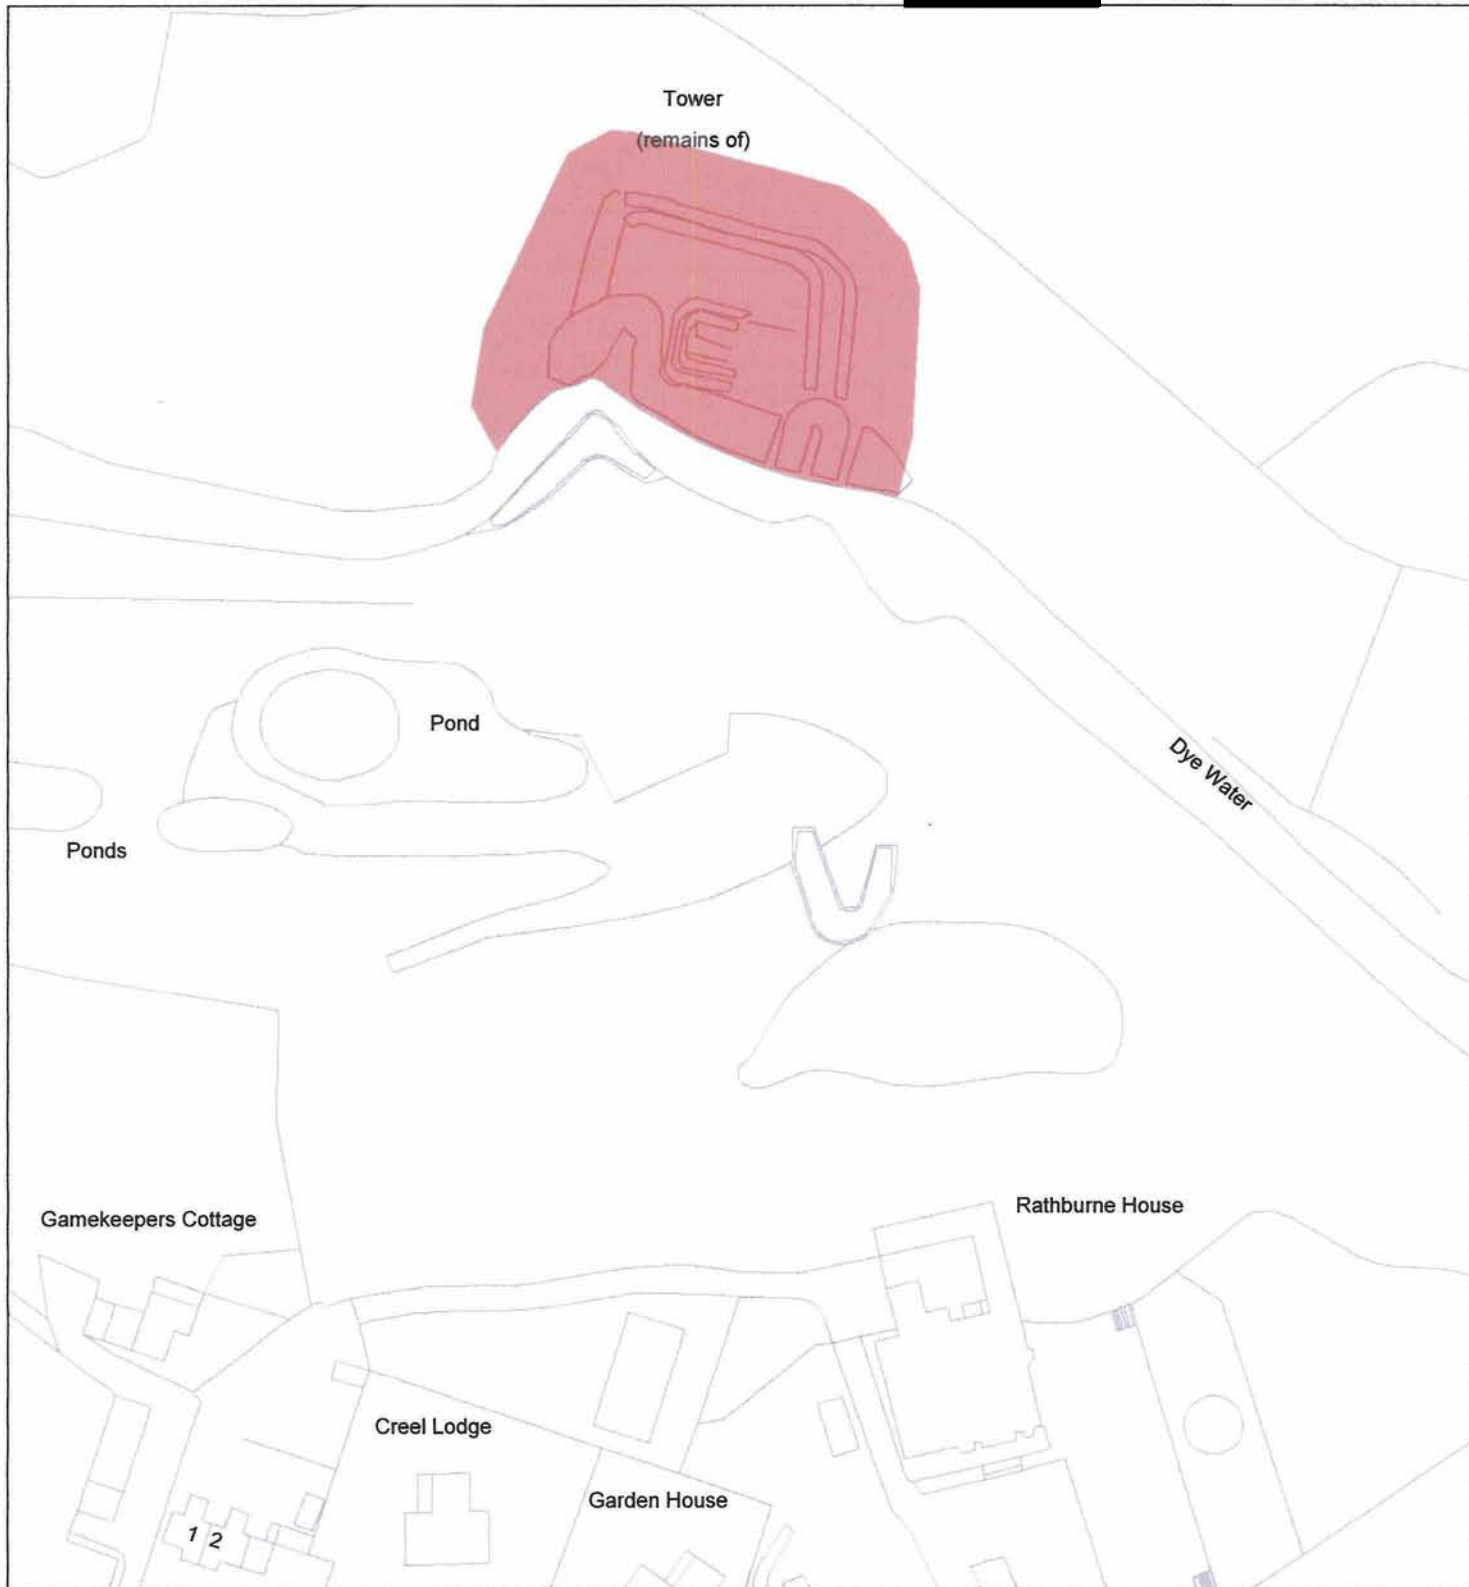 Tower
(remains of)
Pond
Dye Water
Ponds
Rathburne House
Gamekeepers Cottage
Creel Lodge
Garden House
1 2